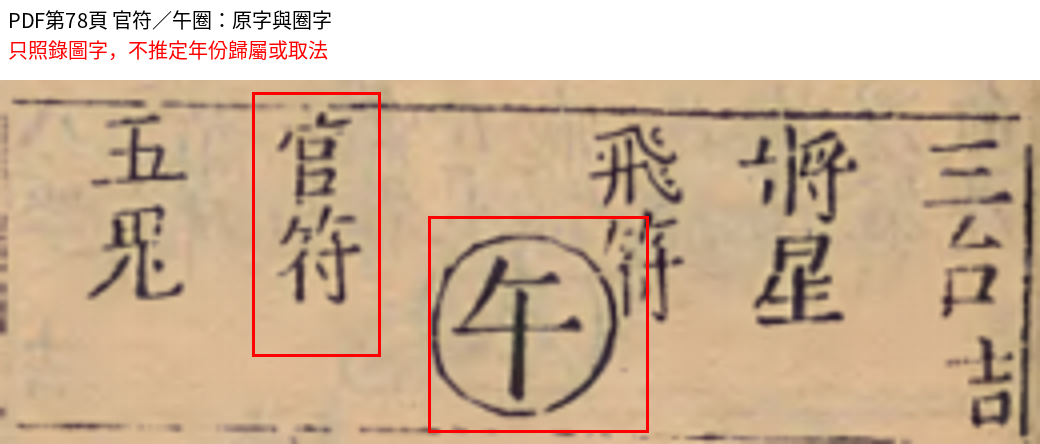 PDF第78頁 官符／午圈：原字與圈字
只照錄圖字，不推定年份歸屬或取法
三台吉
將星
飛符
午
官符
五鬼